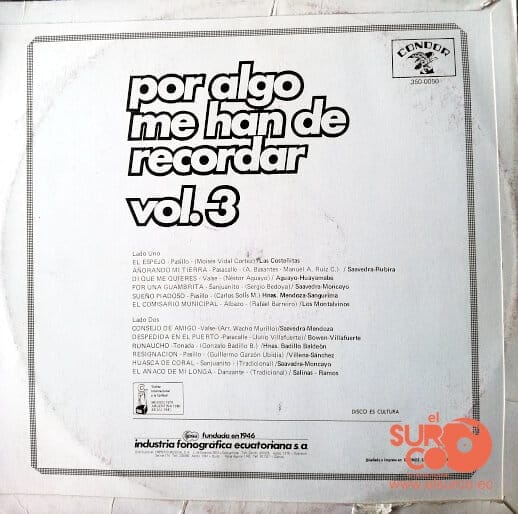 CONDOR
350-0050
por algo
me han de
recordar
vol.3
Lado Uno
EL ESPEJO - Pasillo - (Moisés Vidal Cortez)/Las Costeñitas
AÑORANDO MI TIERRA - Pasacalle - (A. Basantes - Manuel A. Ruiz C.) / Saavedra-Rubira
DI QUE ME QUIERES - Valse - (Néstor Aguayo)/ Aguayo-Huayamabe
POR UNA GUAMBRITA - Sanjuanito - (Sergio Bedoya)/ Saavedra-Moncayo
SUEÑO PIADOSO - Pasillo - (Carlos Solís M.) Hnas. Mendoza-Sangurima
EL COMISARIO MUNICIPAL - Albazo - (Rafael Barreiro) /Los Montalvinos
Lado Dos
CONSEJO DE AMIGO -Valse-(Arr. Wacho Murillo)/Saavedra-Mendoza
DESPEDIDA EN EL PUERTO -Pasacalle - (Julio Villafuerte)/ Bowen-Villafuerte
RUNAUCHO -Tonada - (Gonzalo Badillo B.) /Hnas. Badillo Baldeón
RESIGNACION - Pasillo - (Guillermo Garzón Ubidia)/ Villena-Sánchez
HUASCA DE CORAL - Sanjuanito - (Tradicional)/Saavedra-Moncayo
EL ANACO DE MI LONGA - Danzante - (Tradicional) / Salinas - Ramos
DISCO ES CULTURA
fundada en 1946
industria fonográfica ecuatoriana s.a.
el
SURCO
www.elsurco.ec